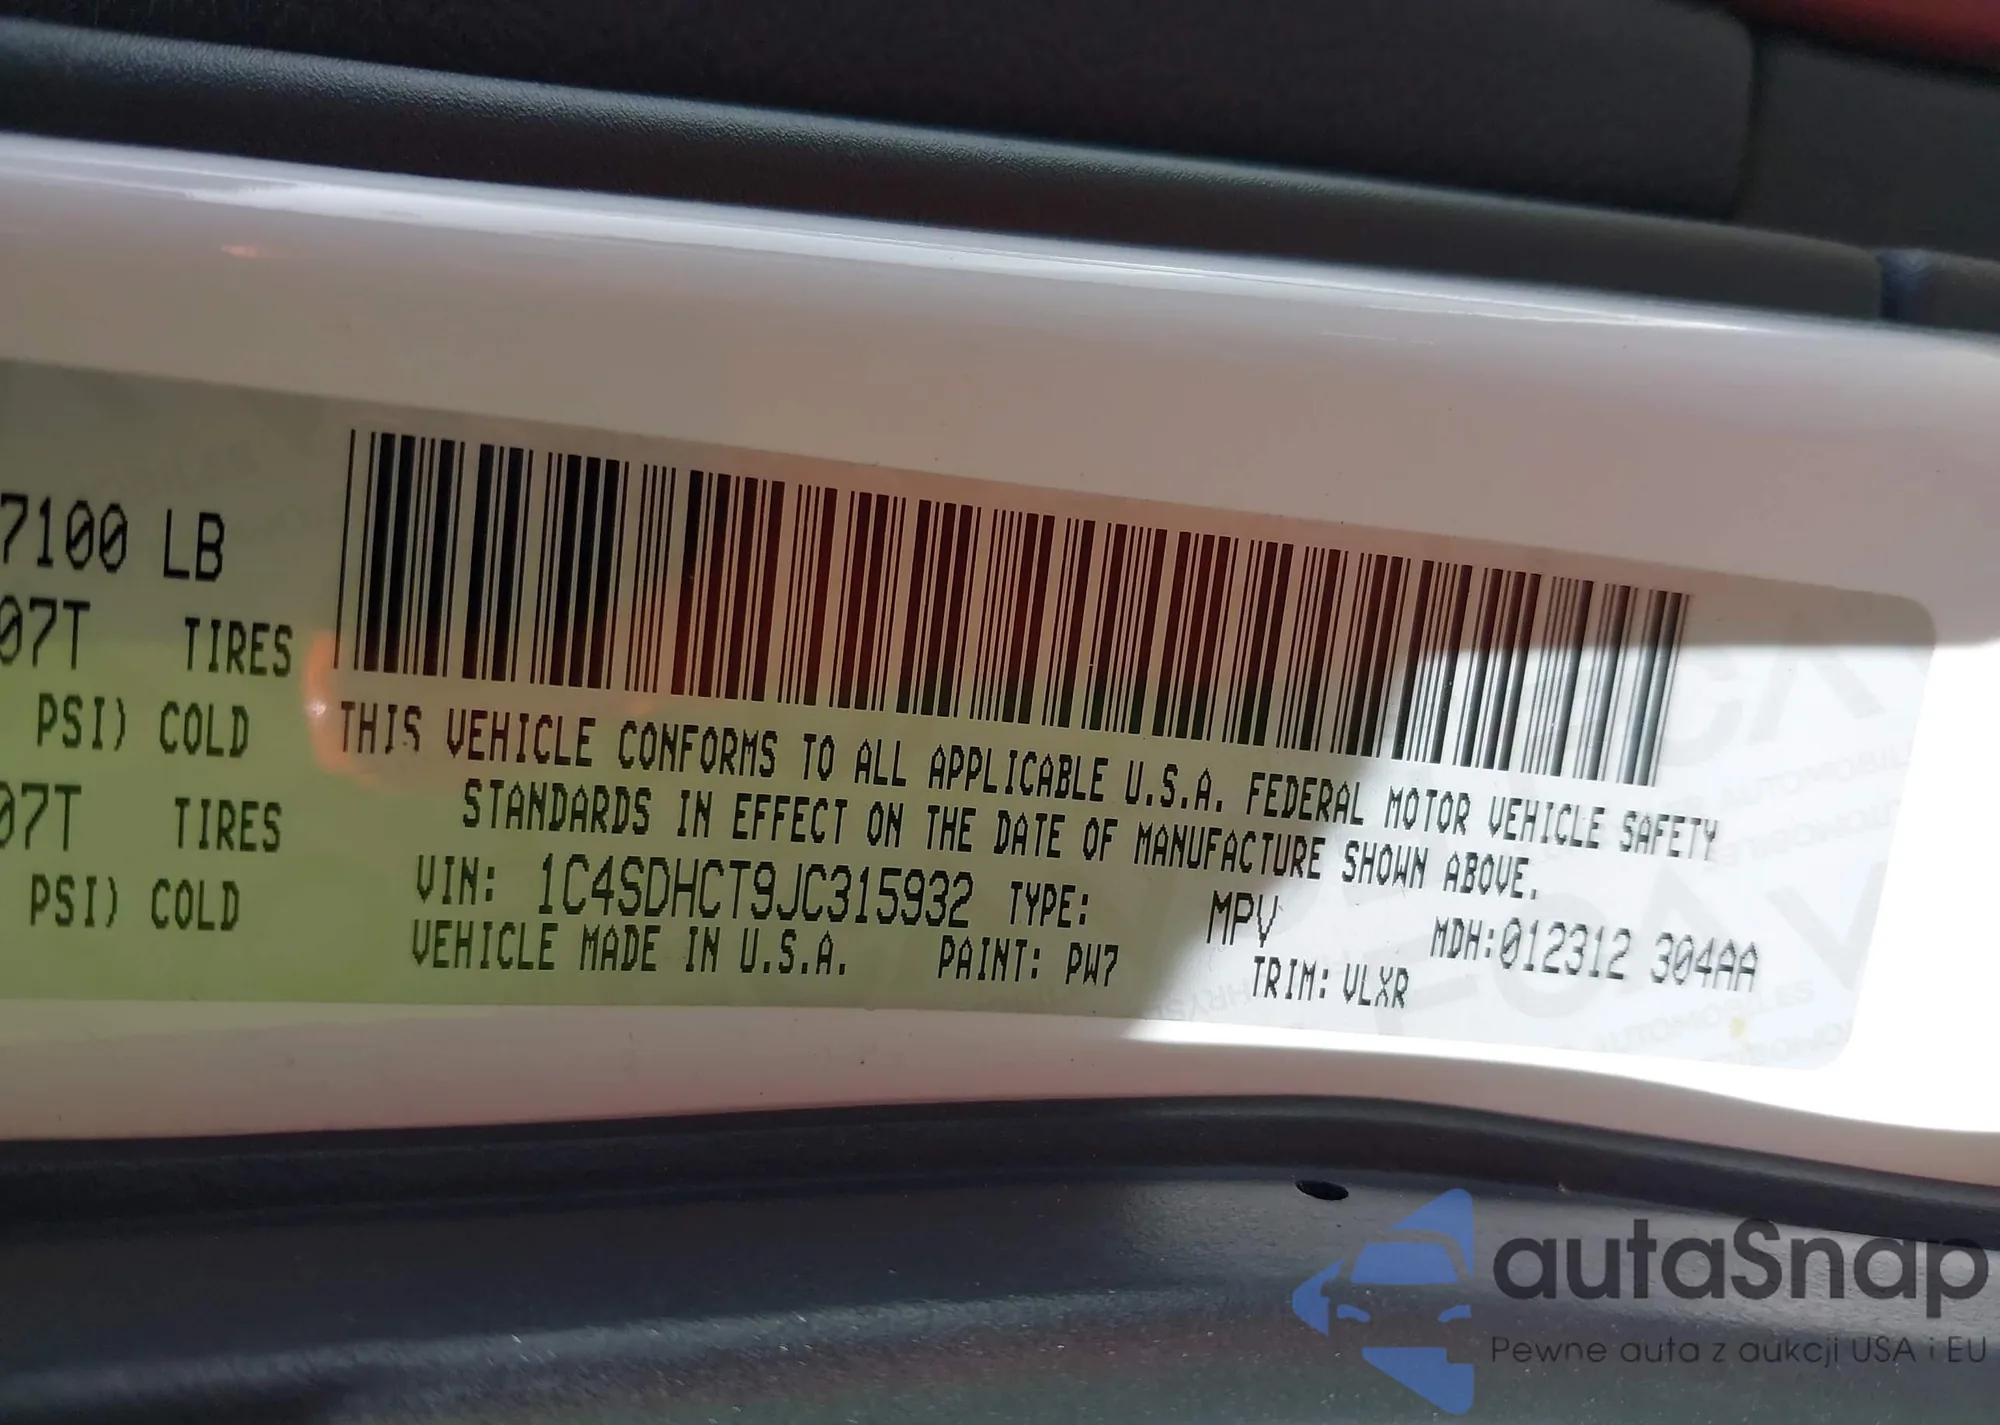 7100 LB
07T TIRES
PSI) COLD
07T TIRES
PSI) COLD
THIS VEHICLE CONFORMS TO ALL APPLICABLE U.S.A. FEDERAL MOTOR VEHICLE SAFETY
STANDARDS IN EFFECT ON THE DATE OF MANUFACTURE SHOWN ABOVE.
VIN: 1C4SDHCT9JC315932 TYPE: MPV MDH:012312 304AA
VEHICLE MADE IN U.S.A. PAINT: PW7 TRIM: VLXR
autaSnap
Pewne auta z aukcji USA i EU